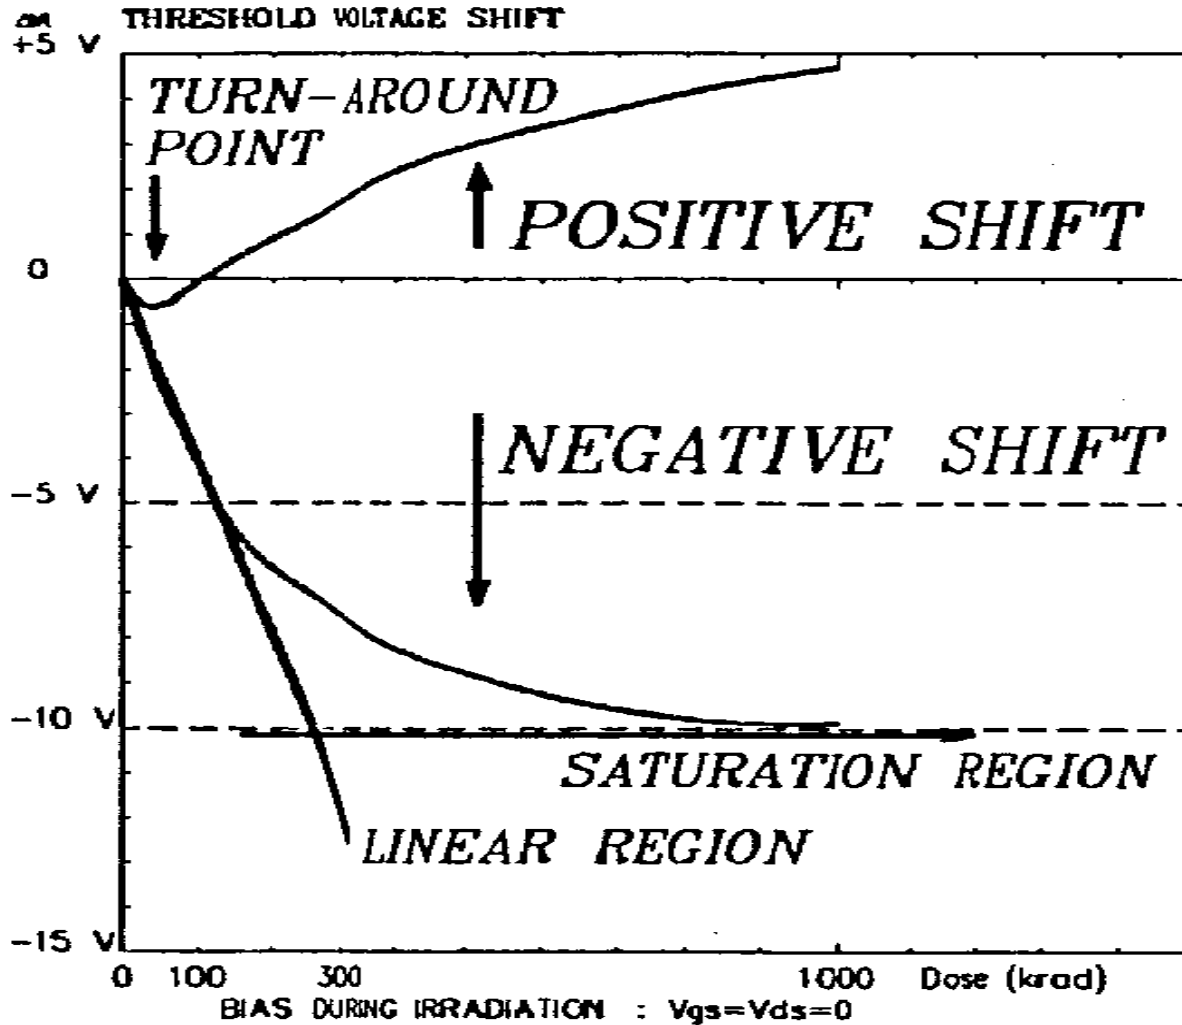 THRESHOLD VOLTAGE SHIFT
+5 V
TURN-AROUND
POINT
POSITIVE SHIFT
0
NEGATIVE SHIFT
-5 V
-10 V
SATURATION REGION
LINEAR REGION
-15 V
0 100 300 1000 Dose (krad)
BIAS DURING IRRADIATION : Vgs=Vds=0